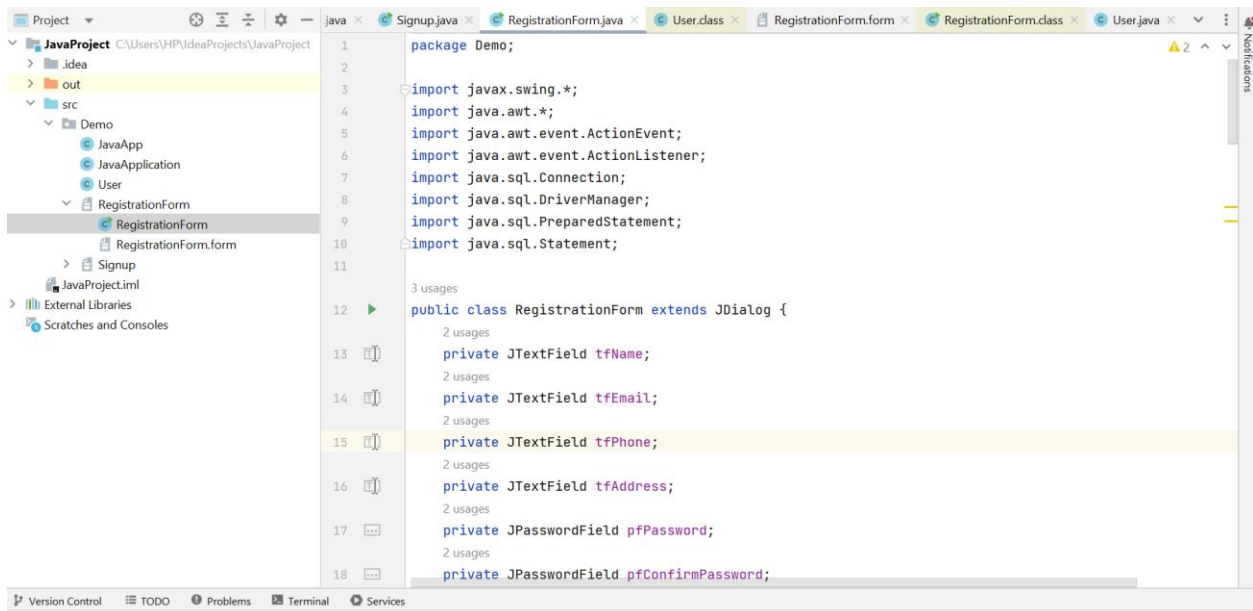 Project
java
Signup.java
RegistrationForm.java
User.class
RegistrationForm.form
RegistrationForm.class
User.java
JavaProject C:\Users\HP\IdeaProjects\JavaProject
.idea
out
src
Demo
JavaApp
JavaApplication
User
RegistrationForm
RegistrationForm
RegistrationForm.form
Signup
JavaProject.iml
External Libraries
Scratches and Consoles
1 package Demo;
2
3 import javax.swing.*;
4 import java.awt.*;
5 import java.awt.event.ActionEvent;
6 import java.awt.event.ActionListener;
7 import java.sql.Connection;
8 import java.sql.DriverManager;
9 import java.sql.PreparedStatement;
10 import java.sql.Statement;
11
3 usages
12 public class RegistrationForm extends JDialog {
2 usages
13 private JTextField tfName;
2 usages
14 private JTextField tfEmail;
2 usages
15 private JTextField tfPhone;
2 usages
16 private JTextField tfAddress;
2 usages
17 private JPasswordField pfPassword;
2 usages
18 private JPasswordField pfConfirmPassword;
2
Notifications
Version Control TODO Problems Terminal Services